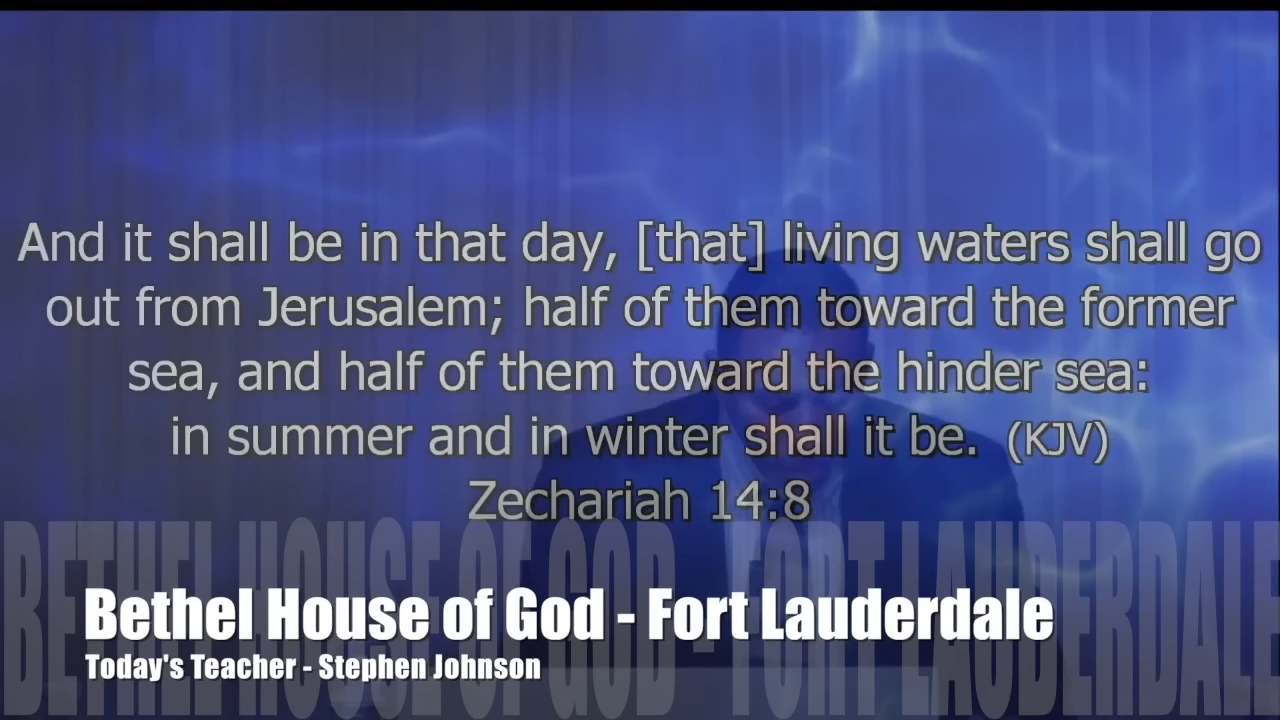 And it shall be in that day, [that] living waters shall go
out from Jerusalem; half of them toward the former
sea, and half of them toward the hinder sea:
in summer and in winter shall it be. (KJV)
Zechariah 14:8
BETHEL HOUSE OF GOD - FORT LAUDERDALE
Bethel House of God - Fort Lauderdale
Today's Teacher - Stephen Johnson